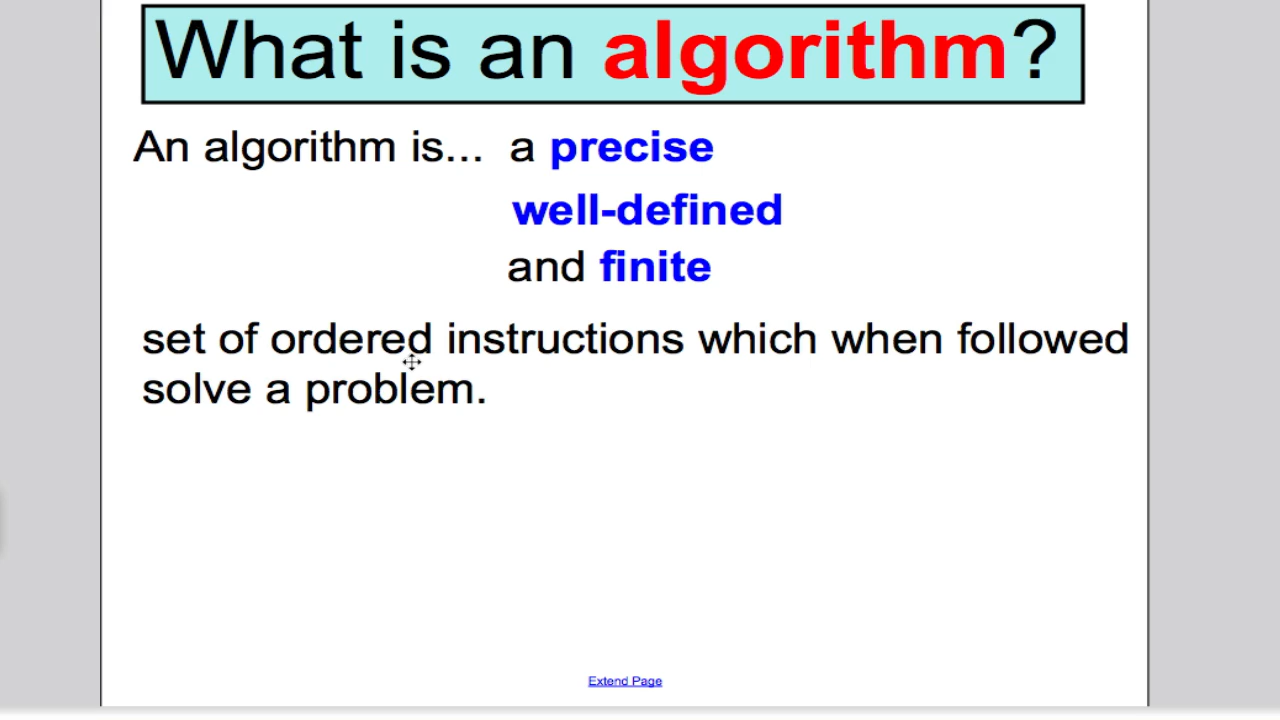 What is an algorithm?
An algorithm is... a precise
well-defined
and finite
set of ordered instructions which when followed
solve a problem.
Extend Page